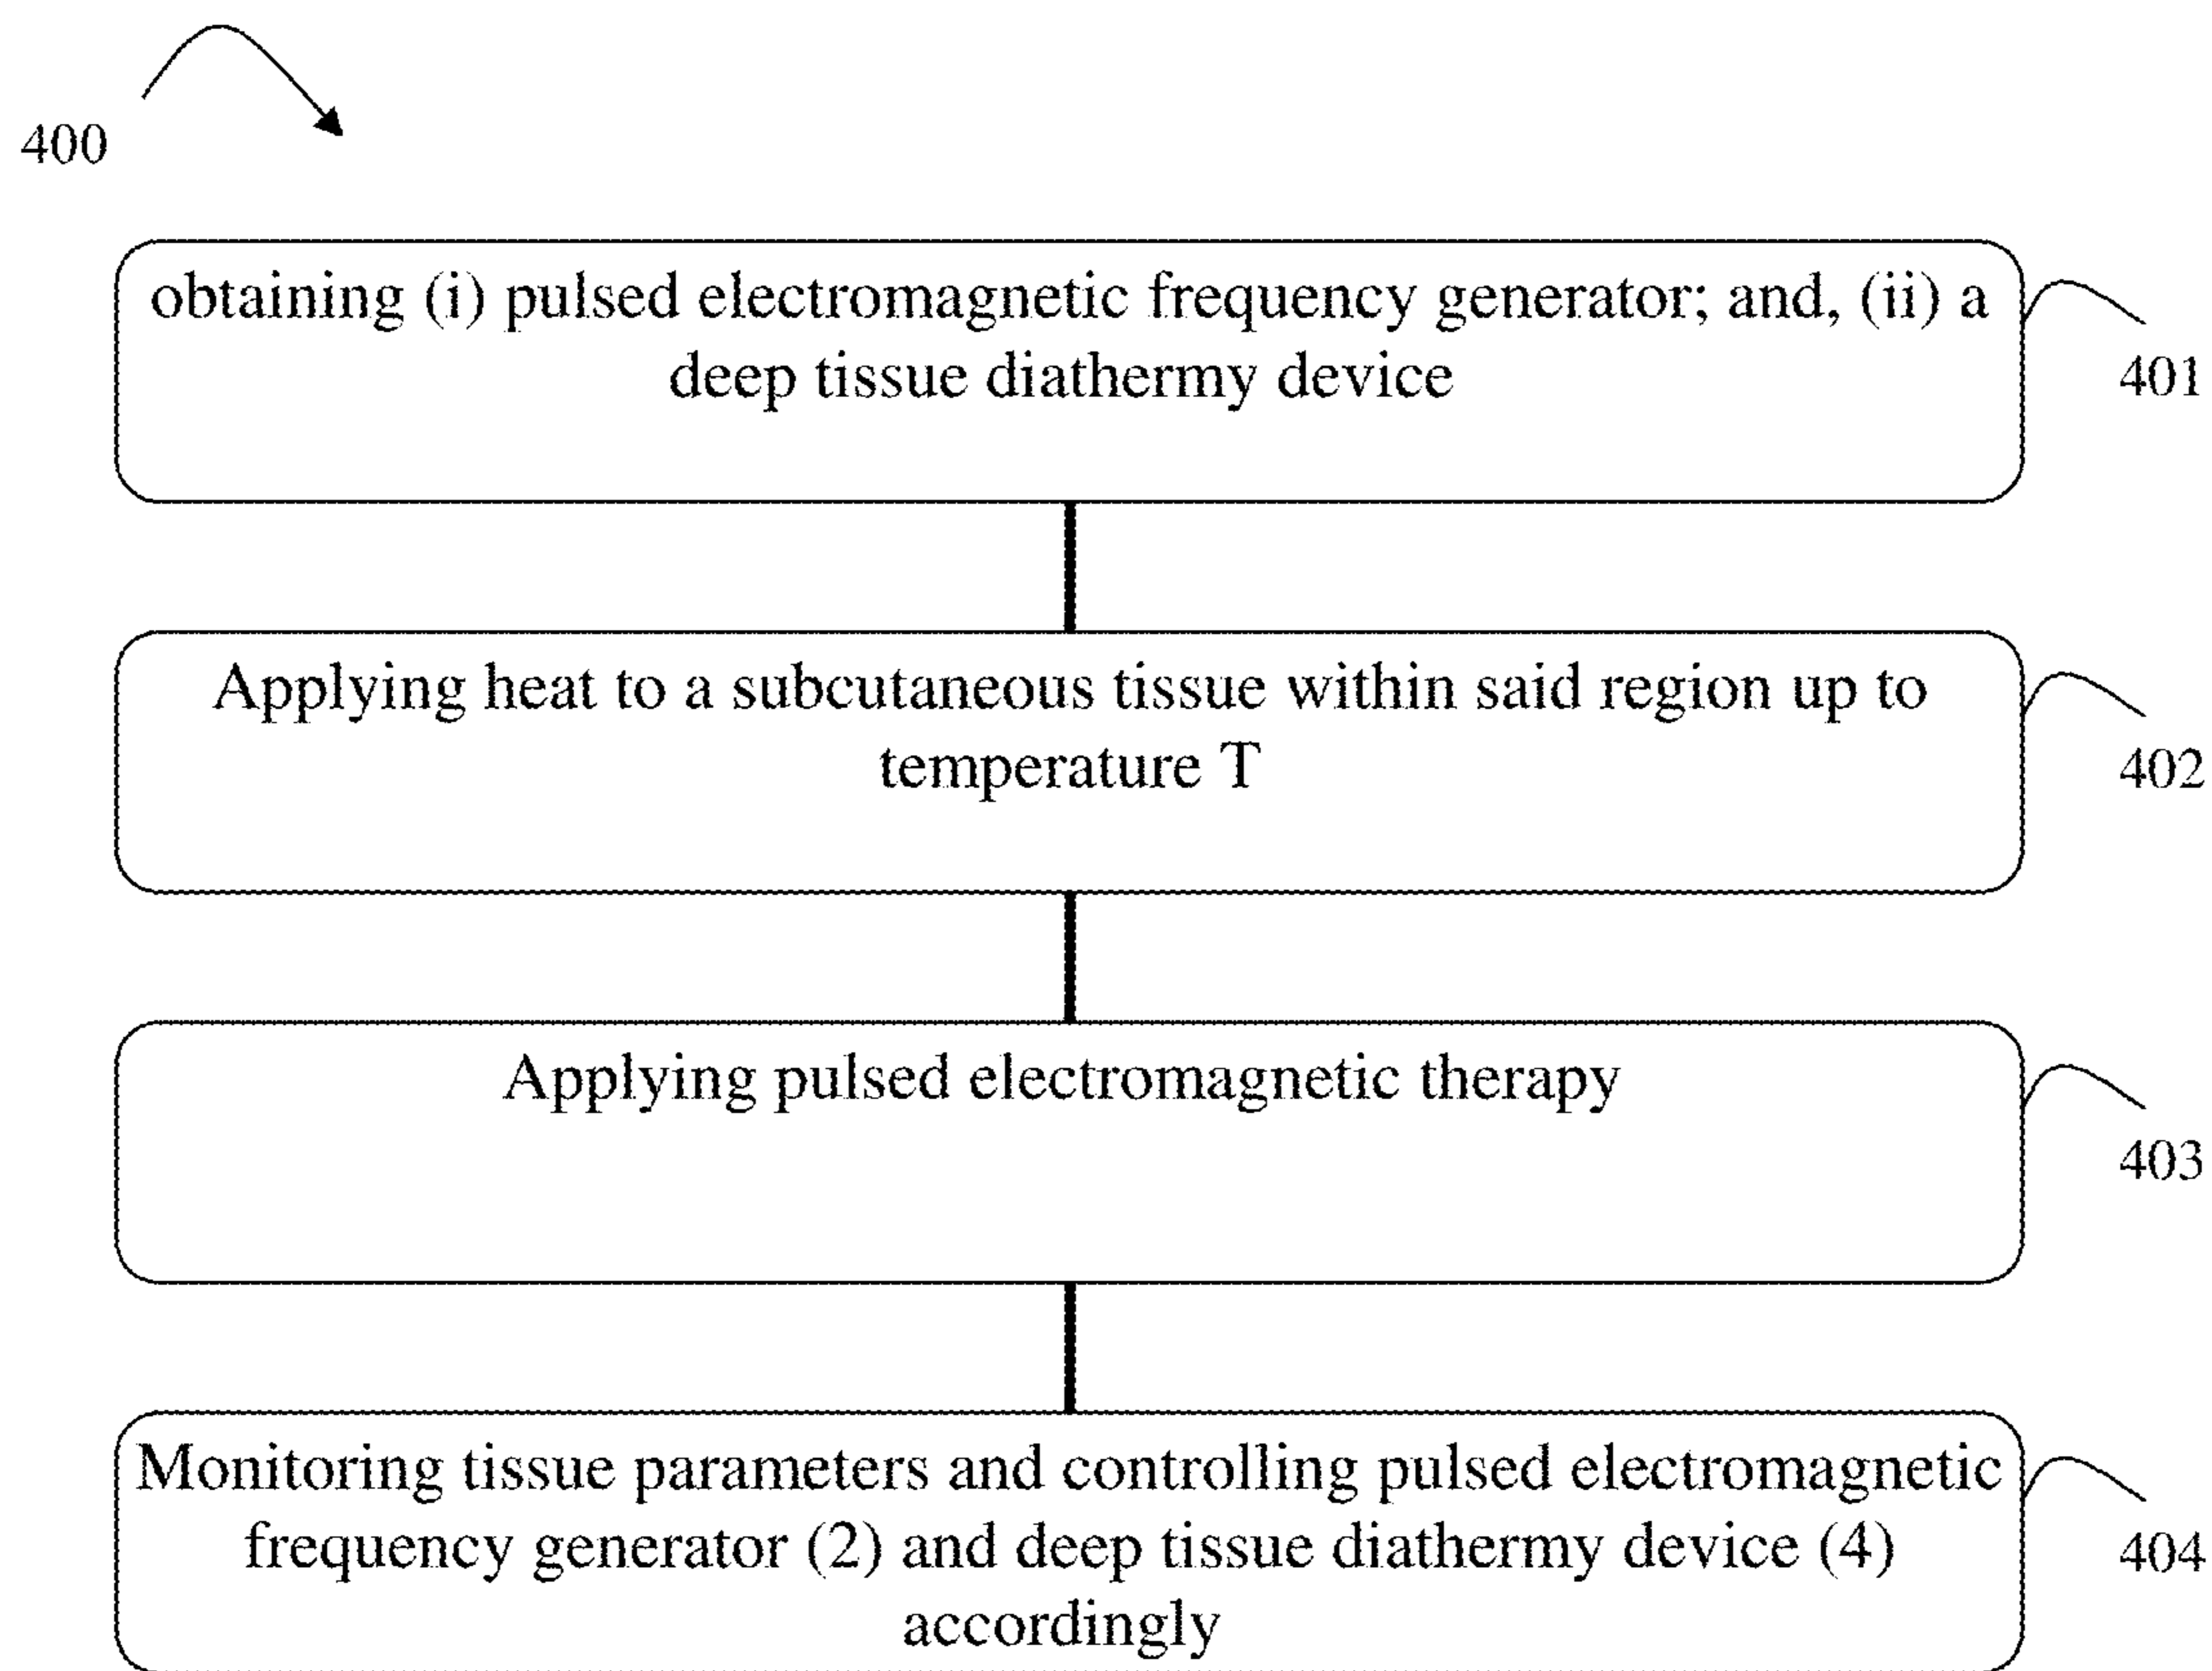 400
obtaining (i) pulsed electromagnetic frequency generator; and, (ii) a
deep tissue diathermy device
401
Applying heat to a subcutaneous tissue within said region up to
temperature T
402
Applying pulsed electromagnetic therapy
403
Monitoring tissue parameters and controlling pulsed electromagnetic
frequency generator (2) and deep tissue diathermy device (4)
accordingly
404